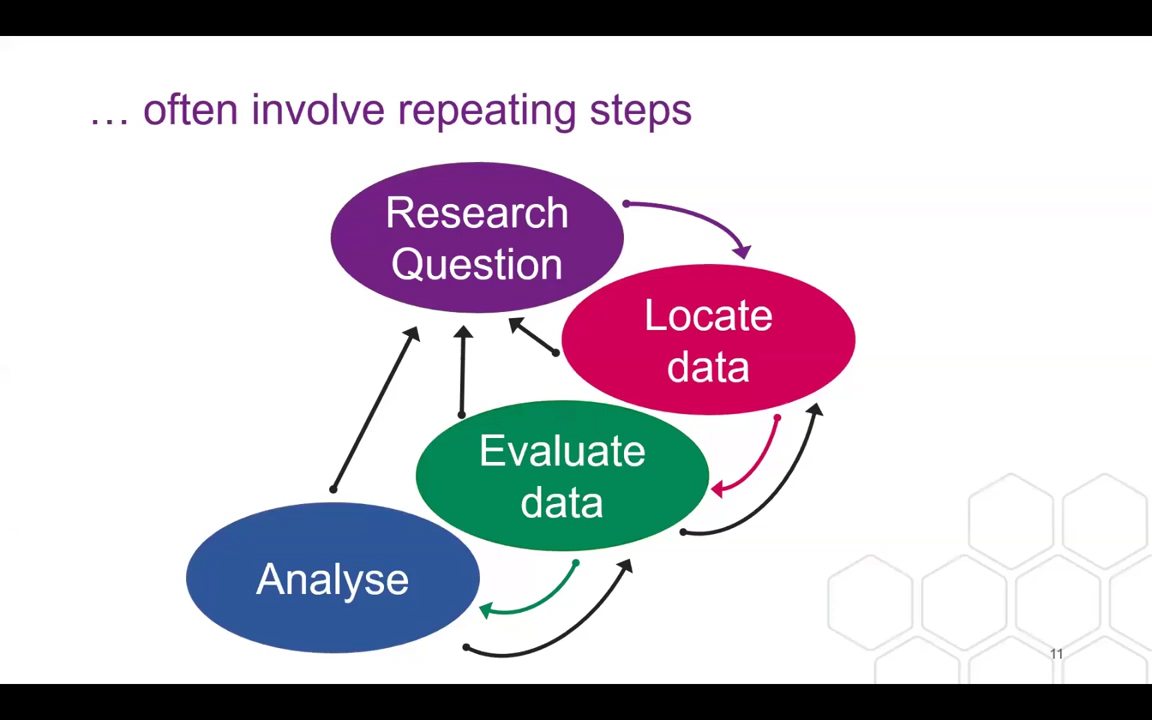 … often involve repeating steps
Research
Question
Locate
data
Evaluate
data
Analyse
11